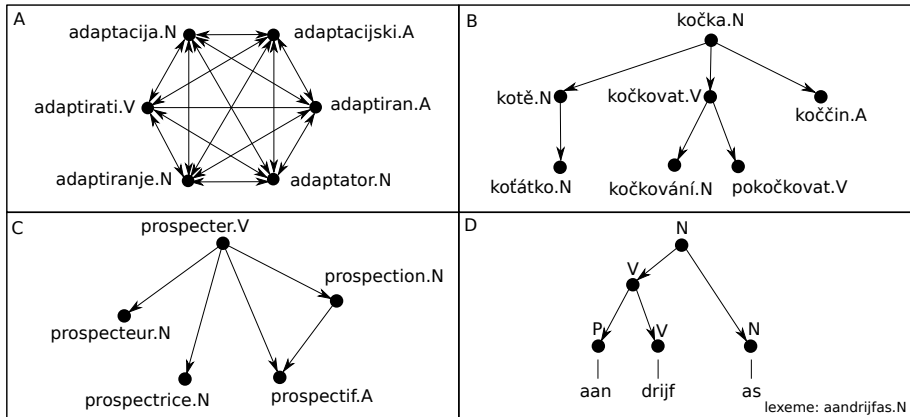 A
adaptacija.N
adaptacijski.A
adaptirati.V
adaptiran.A
adaptiranje.N
adaptator.N
B
kočka.N
kotě.N
kočkovat.V
koččin.A
koťátko.N
kočkování.N
pokočkovat.V
C
prospecter.V
prospection.N
prospecteur.N
prospectrice.N
prospectif.A
D
N
V
P
V
N
aan
drijf
as
lexeme: aandrijfas.N